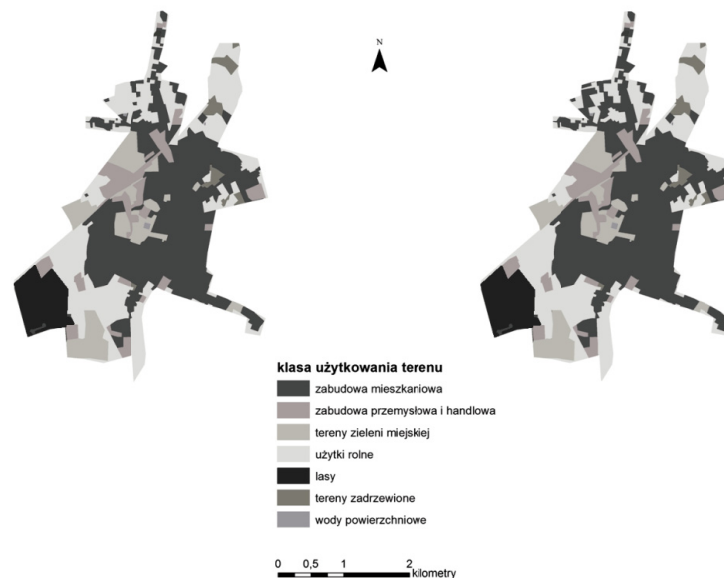 N
klasa użytkowania terenu
zabudowa mieszkaniowa
zabudowa przemysłowa i handlowa
tereny zieleni miejskiej
użytki rolne
lasy
tereny zadrzewione
wody powierzchniowe
0 0,5 1 2
kilometry